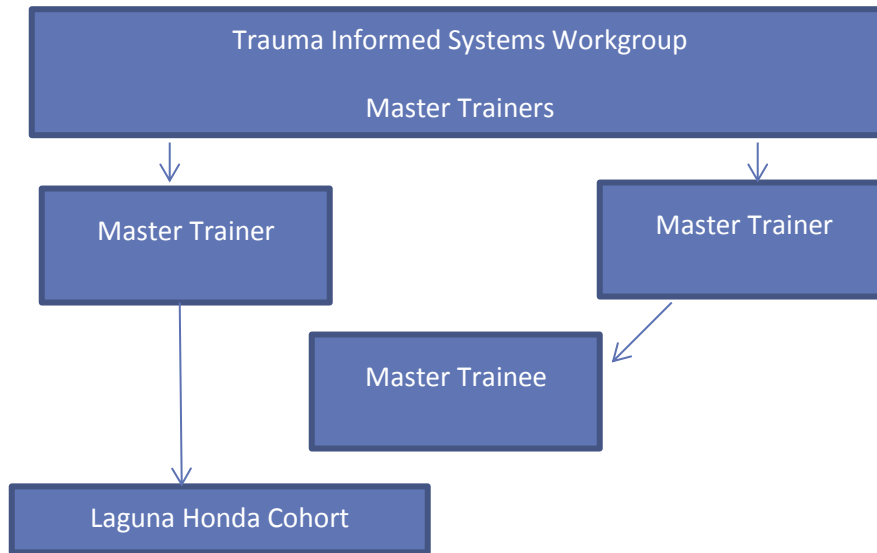 Trauma Informed Systems Workgroup
Master Trainers
Master Trainer
Master Trainer
Master Trainee
Laguna Honda Cohort